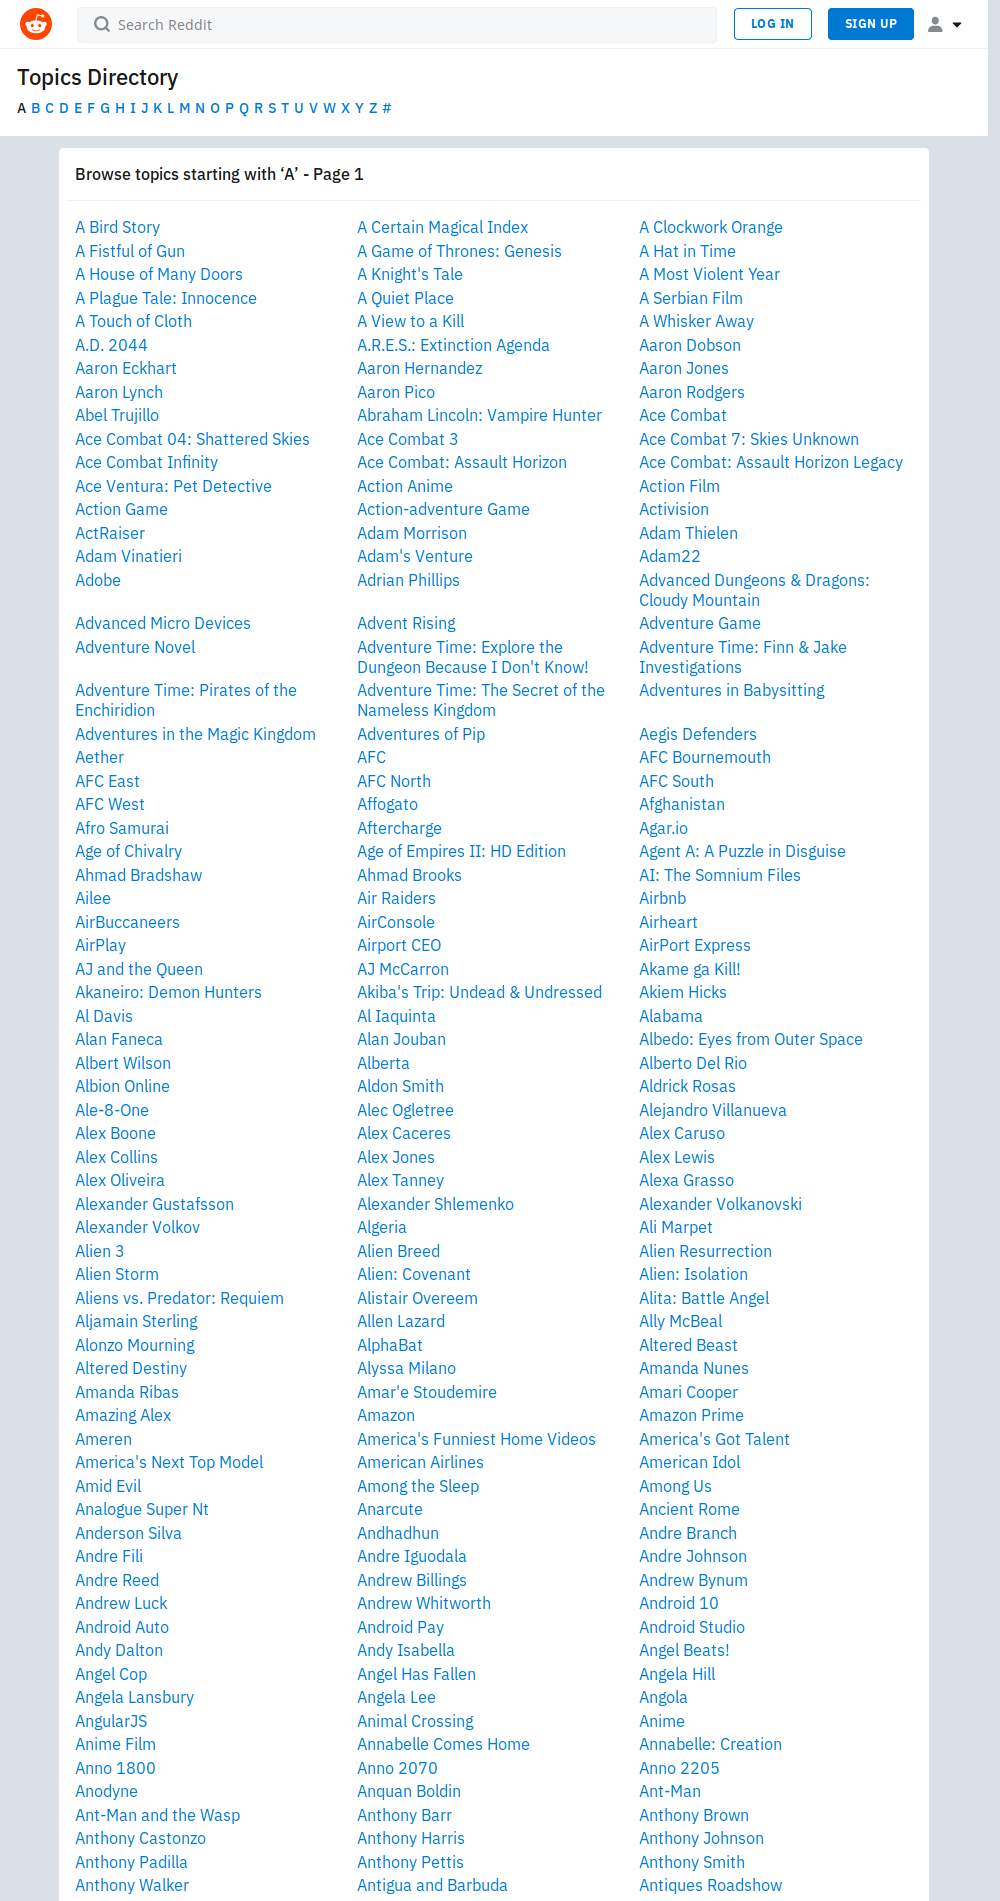 Search Reddit
LOG IN
SIGN UP
Topics Directory
A B C D E F G H I J K L M N O P Q R S T U V W X Y Z #
Browse topics starting with ‘A’ - Page 1
A Bird Story A Certain Magical Index A Clockwork Orange
A Fistful of Gun A Game of Thrones: Genesis A Hat in Time
A House of Many Doors A Knight's Tale A Most Violent Year
A Plague Tale: Innocence A Quiet Place A Serbian Film
A Touch of Cloth A View to a Kill A Whisker Away
A.D. 2044 A.R.E.S.: Extinction Agenda Aaron Dobson
Aaron Eckhart Aaron Hernandez Aaron Jones
Aaron Lynch Aaron Pico Aaron Rodgers
Abel Trujillo Abraham Lincoln: Vampire Hunter Ace Combat
Ace Combat 04: Shattered Skies Ace Combat 3 Ace Combat 7: Skies Unknown
Ace Combat Infinity Ace Combat: Assault Horizon Ace Combat: Assault Horizon Legacy
Ace Ventura: Pet Detective Action Anime Action Film
Action Game Action-adventure Game Activision
ActRaiser Adam Morrison Adam Thielen
Adam Vinatieri Adam's Venture Adam22
Adobe Adrian Phillips Advanced Dungeons & Dragons:
Cloudy Mountain
Advanced Micro Devices Advent Rising Adventure Game
Adventure Novel Adventure Time: Explore the Adventure Time: Finn & Jake
Dungeon Because I Don't Know! Investigations
Adventure Time: Pirates of the Adventure Time: The Secret of the Adventures in Babysitting
Enchiridion Nameless Kingdom
Adventures in the Magic Kingdom Adventures of Pip Aegis Defenders
Aether AFC AFC Bournemouth
AFC East AFC North AFC South
AFC West Affogato Afghanistan
Afro Samurai Aftercharge Agar.io
Age of Chivalry Age of Empires II: HD Edition Agent A: A Puzzle in Disguise
Ahmad Bradshaw Ahmad Brooks AI: The Somnium Files
Ailee Air Raiders Airbnb
AirBuccaneers AirConsole Airheart
AirPlay Airport CEO AirPort Express
AJ and the Queen AJ McCarron Akame ga Kill!
Akaneiro: Demon Hunters Akiba's Trip: Undead & Undressed Akiem Hicks
Al Davis Al Iaquinta Alabama
Alan Faneca Alan Jouban Albedo: Eyes from Outer Space
Albert Wilson Alberta Alberto Del Rio
Albion Online Aldon Smith Aldrick Rosas
Ale-8-One Alec Ogletree Alejandro Villanueva
Alex Boone Alex Caceres Alex Caruso
Alex Collins Alex Jones Alex Lewis
Alex Oliveira Alex Tanney Alexa Grasso
Alexander Gustafsson Alexander Shlemenko Alexander Volkanovski
Alexander Volkov Algeria Ali Marpet
Alien 3 Alien Breed Alien Resurrection
Alien Storm Alien: Covenant Alien: Isolation
Aliens vs. Predator: Requiem Alistair Overeem Alita: Battle Angel
Aljamain Sterling Allen Lazard Ally McBeal
Alonzo Mourning AlphaBat Altered Beast
Altered Destiny Alyssa Milano Amanda Nunes
Amanda Ribas Amar'e Stoudemire Amari Cooper
Amazing Alex Amazon Amazon Prime
Ameren America's Funniest Home Videos America's Got Talent
America's Next Top Model American Airlines American Idol
Amid Evil Among the Sleep Among Us
Analogue Super Nt Anarcute Ancient Rome
Anderson Silva Andhadhun Andre Branch
Andre Fili Andre Iguodala Andre Johnson
Andre Reed Andrew Billings Andrew Bynum
Andrew Luck Andrew Whitworth Android 10
Android Auto Android Pay Android Studio
Andy Dalton Andy Isabella Angel Beats!
Angel Cop Angel Has Fallen Angela Hill
Angela Lansbury Angela Lee Angola
AngularJS Animal Crossing Anime
Anime Film Annabelle Comes Home Annabelle: Creation
Anno 1800 Anno 2070 Anno 2205
Anodyne Anquan Boldin Ant-Man
Ant-Man and the Wasp Anthony Barr Anthony Brown
Anthony Castonzo Anthony Harris Anthony Johnson
Anthony Padilla Anthony Pettis Anthony Smith
Anthony Walker Antigua and Barbuda Antiques Roadshow